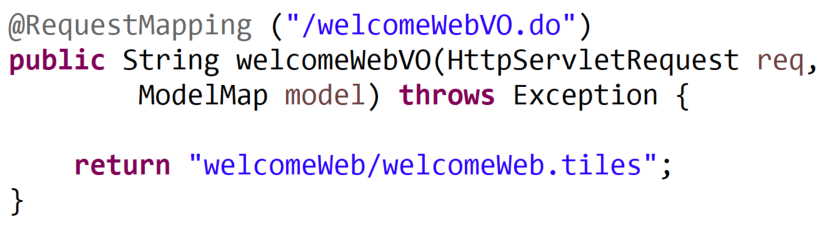 @RequestMapping ("/welcomeWebVO.do")
public String welcomeWebVO(HttpServletRequest req,
ModelMap model) throws Exception {
return "welcomeWeb/welcomeWeb.tiles";
}